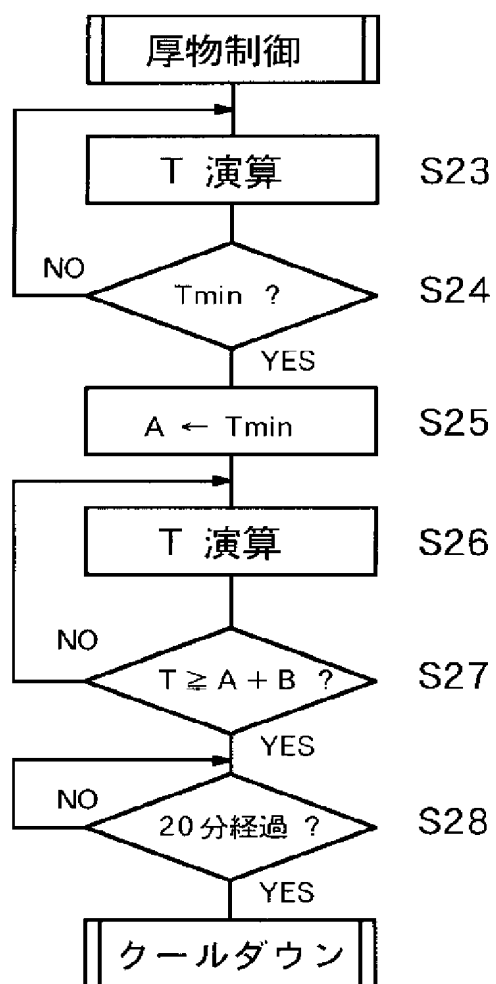 厚物制御
T 演算 S23
Tmin ? S24
NO
YES
A ← Tmin S25
T 演算 S26
T ≧ A + B ? S27
NO
YES
20分経過 ? S28
NO
YES
クールダウン